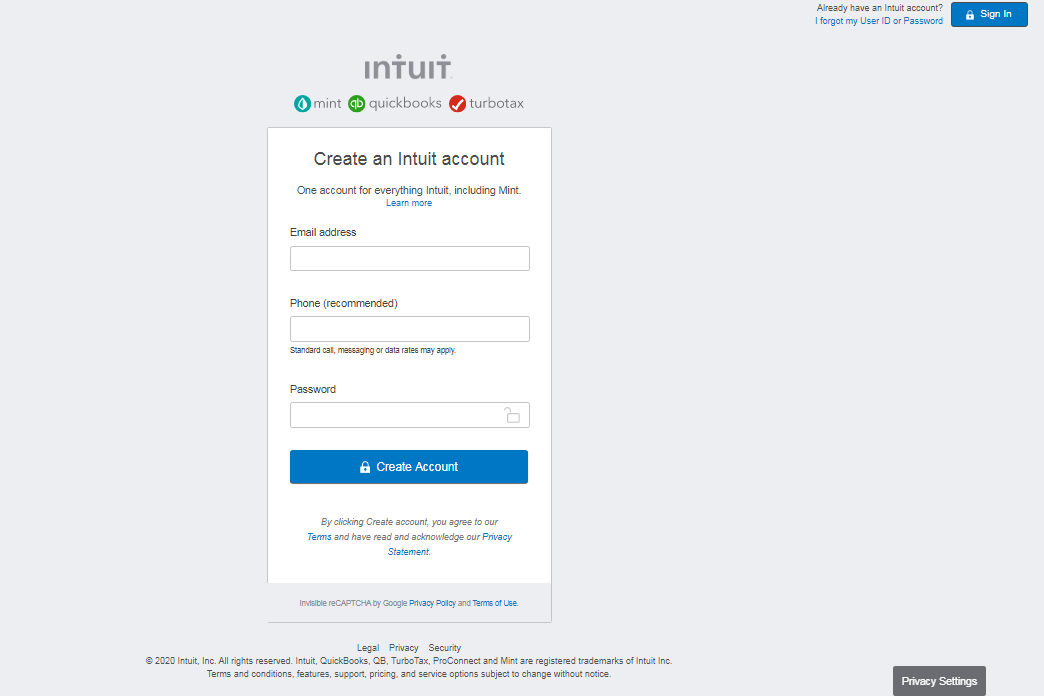 Already have an Intuit account?
I forgot my User ID or Password
Sign In
intuit
mint quickbooks turbotax
Create an Intuit account
One account for everything Intuit, including Mint.
Learn more
Email address
Phone (recommended)
Standard call, messaging or data rates may apply.
Password
Create Account
By clicking Create account, you agree to our
Terms and have read and acknowledge our Privacy
Statement.
Invisible reCAPTCHA by Google Privacy Policy and Terms of Use.
Legal Privacy Security
© 2020 Intuit, Inc. All rights reserved. Intuit, QuickBooks, QB, TurboTax, ProConnect and Mint are registered trademarks of Intuit Inc.
Terms and conditions, features, support, pricing, and service options subject to change without notice.
Privacy Settings